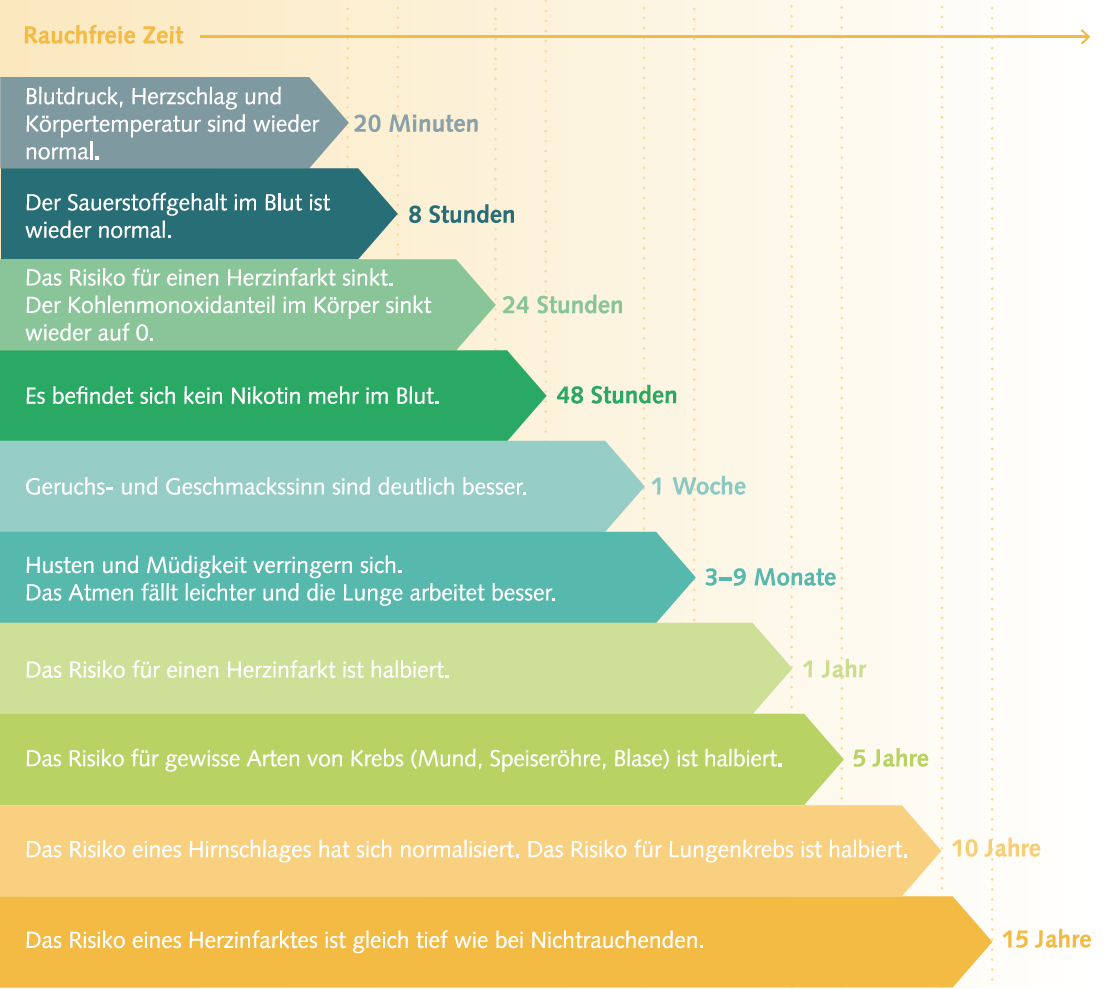 Rauchfreie Zeit
Blutdruck, Herzschlag und
Körpertemperatur sind wieder
normal.
20 Minuten
Der Sauerstoffgehalt im Blut ist
wieder normal.
8 Stunden
Das Risiko für einen Herzinfarkt sinkt.
Der Kohlenmonoxidanteil im Körper sinkt
wieder auf 0.
24 Stunden
Es befindet sich kein Nikotin mehr im Blut.
48 Stunden
Geruchs- und Geschmackssinn sind deutlich besser.
1 Woche
Husten und Müdigkeit verringern sich.
Das Atmen fällt leichter und die Lunge arbeitet besser.
3–9 Monate
Das Risiko für einen Herzinfarkt ist halbiert.
1 Jahr
Das Risiko für gewisse Arten von Krebs (Mund, Speiseröhre, Blase) ist halbiert.
5 Jahre
Das Risiko eines Hirnschlages hat sich normalisiert. Das Risiko für Lungenkrebs ist halbiert.
10 Jahre
Das Risiko eines Herzinfarktes ist gleich tief wie bei Nichtrauchenden.
15 Jahre